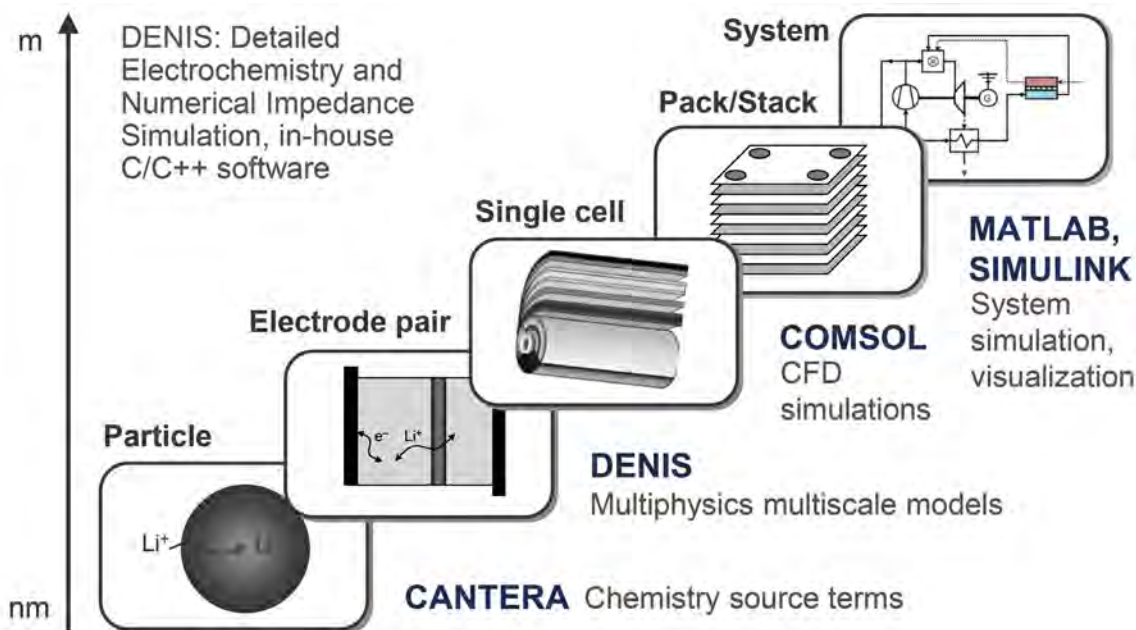 m
DENIS: Detailed
Electrochemistry and
Numerical Impedance
Simulation, in-house
C/C++ software
System
G
Pack/Stack
Single cell
MATLAB,
SIMULINK
System
simulation,
visualization
Electrode pair
COMSOL
CFD
simulations
e⁻ Li⁺
Particle
DENIS
Multiphysics multiscale models
Li⁺ Li
CANTERA Chemistry source terms
nm